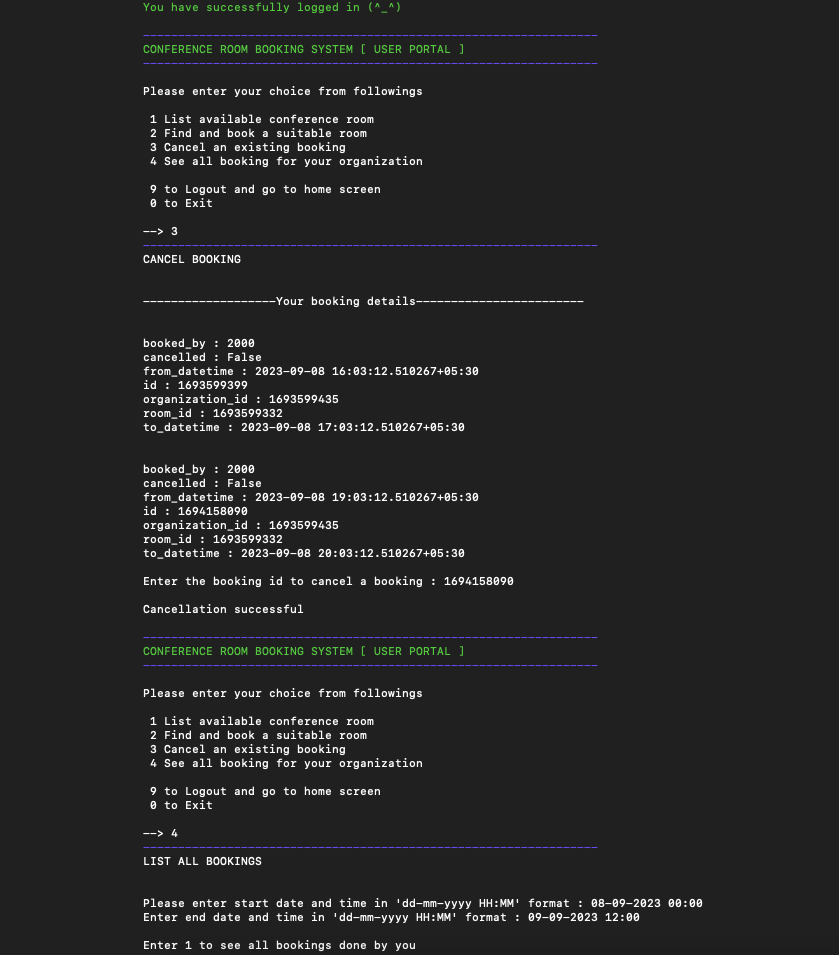 You have successfully logged in (^_^)
-----------------------------------------------------------------
CONFERENCE ROOM BOOKING SYSTEM [ USER PORTAL ]
-----------------------------------------------------------------
Please enter your choice from followings
1 List available conference room
2 Find and book a suitable room
3 Cancel an existing booking
4 See all booking for your organization
9 to Logout and go to home screen
0 to Exit
--> 3
-----------------------------------------------------------------
CANCEL BOOKING
-------------------Your booking details------------------------
booked_by : 2000
cancelled : False
from_datetime : 2023-09-08 16:03:12.510267+05:30
id : 1693599399
organization_id : 1693599435
room_id : 1693599332
to_datetime : 2023-09-08 17:03:12.510267+05:30
booked_by : 2000
cancelled : False
from_datetime : 2023-09-08 19:03:12.510267+05:30
id : 1694158090
organization_id : 1693599435
room_id : 1693599332
to_datetime : 2023-09-08 20:03:12.510267+05:30
Enter the booking id to cancel a booking : 1694158090
Cancellation successful
-----------------------------------------------------------------
CONFERENCE ROOM BOOKING SYSTEM [ USER PORTAL ]
-----------------------------------------------------------------
Please enter your choice from followings
1 List available conference room
2 Find and book a suitable room
3 Cancel an existing booking
4 See all booking for your organization
9 to Logout and go to home screen
0 to Exit
--> 4
-----------------------------------------------------------------
LIST ALL BOOKINGS
Please enter start date and time in 'dd-mm-yyyy HH:MM' format : 08-09-2023 00:00
Enter end date and time in 'dd-mm-yyyy HH:MM' format : 09-09-2023 12:00
Enter 1 to see all bookings done by you